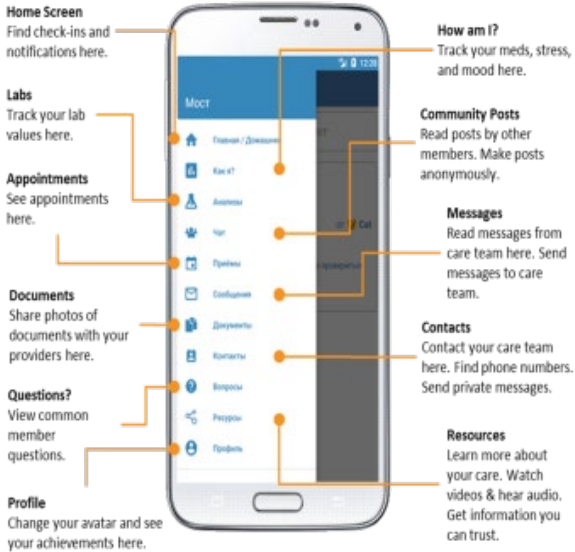 Home Screen
Find check-ins and
notifications here.
Labs
Track your lab
values here.
Appointments
See appointments
here.
Documents
Share photos of
documents with your
providers here.
Questions?
View common
member
questions.
Profile
Change your avatar and see
your achievements here.
12:28
Мост
Главная / Домашний
Как я?
Анализы
Чат
Приёмы
Сообщения
Документы
Контакты
Вопросы
Ресурсы
Профиль
Cat
How am I?
Track your meds, stress,
and mood here.
Community Posts
Read posts by other
members. Make posts
anonymously.
Messages
Read messages from
care team here. Send
messages to care
team.
Contacts
Contact your care team
here. Find phone numbers.
Send private messages.
Resources
Learn more about
your care. Watch
videos & hear audio.
Get information you
can trust.